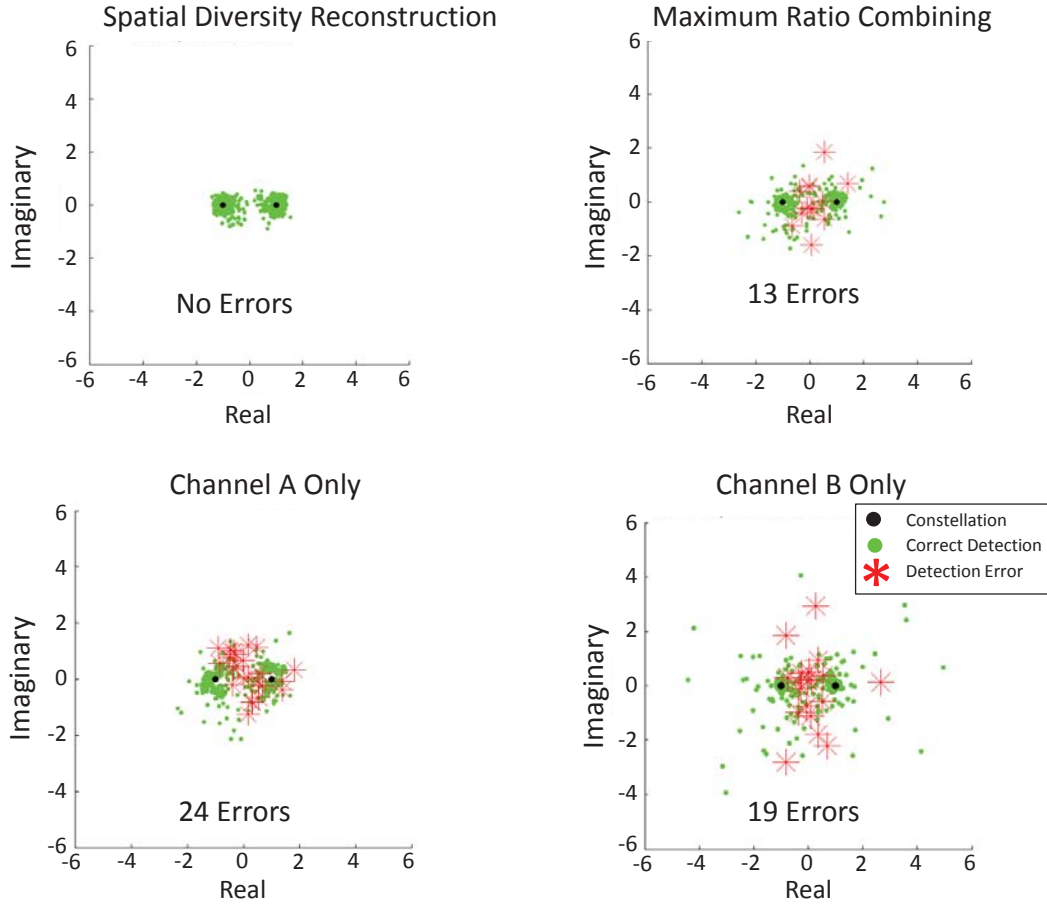 Spatial Diversity Reconstruction
6
4
2
0
-2
-4
-6
Imaginary
No Errors
-6 -4 -2 0 2 4 6
Real
Maximum Ratio Combining
6
4
2
0
-2
-4
-6
Imaginary
13 Errors
-6 -4 -2 0 2 4 6
Real
Channel A Only
6
4
2
0
-2
-4
-6
Imaginary
24 Errors
-6 -4 -2 0 2 4 6
Real
Channel B Only
Constellation
Correct Detection
Detection Error
6
4
2
0
-2
-4
-6
Imaginary
19 Errors
-6 -4 -2 0 2 4 6
Real